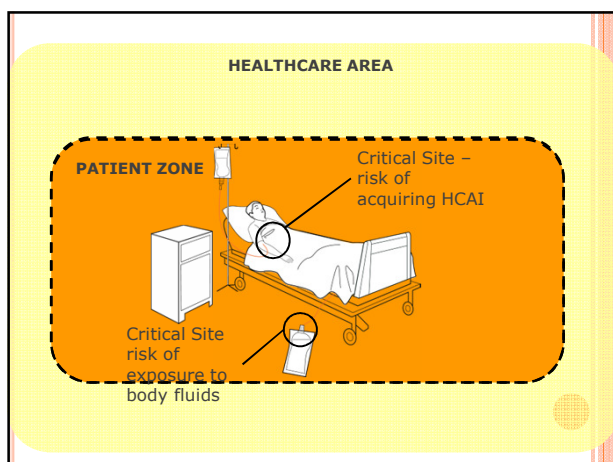 HEALTHCARE AREA
PATIENT ZONE
Critical Site –
risk of
acquiring HCAI
Critical Site
risk of
exposure to
body fluids